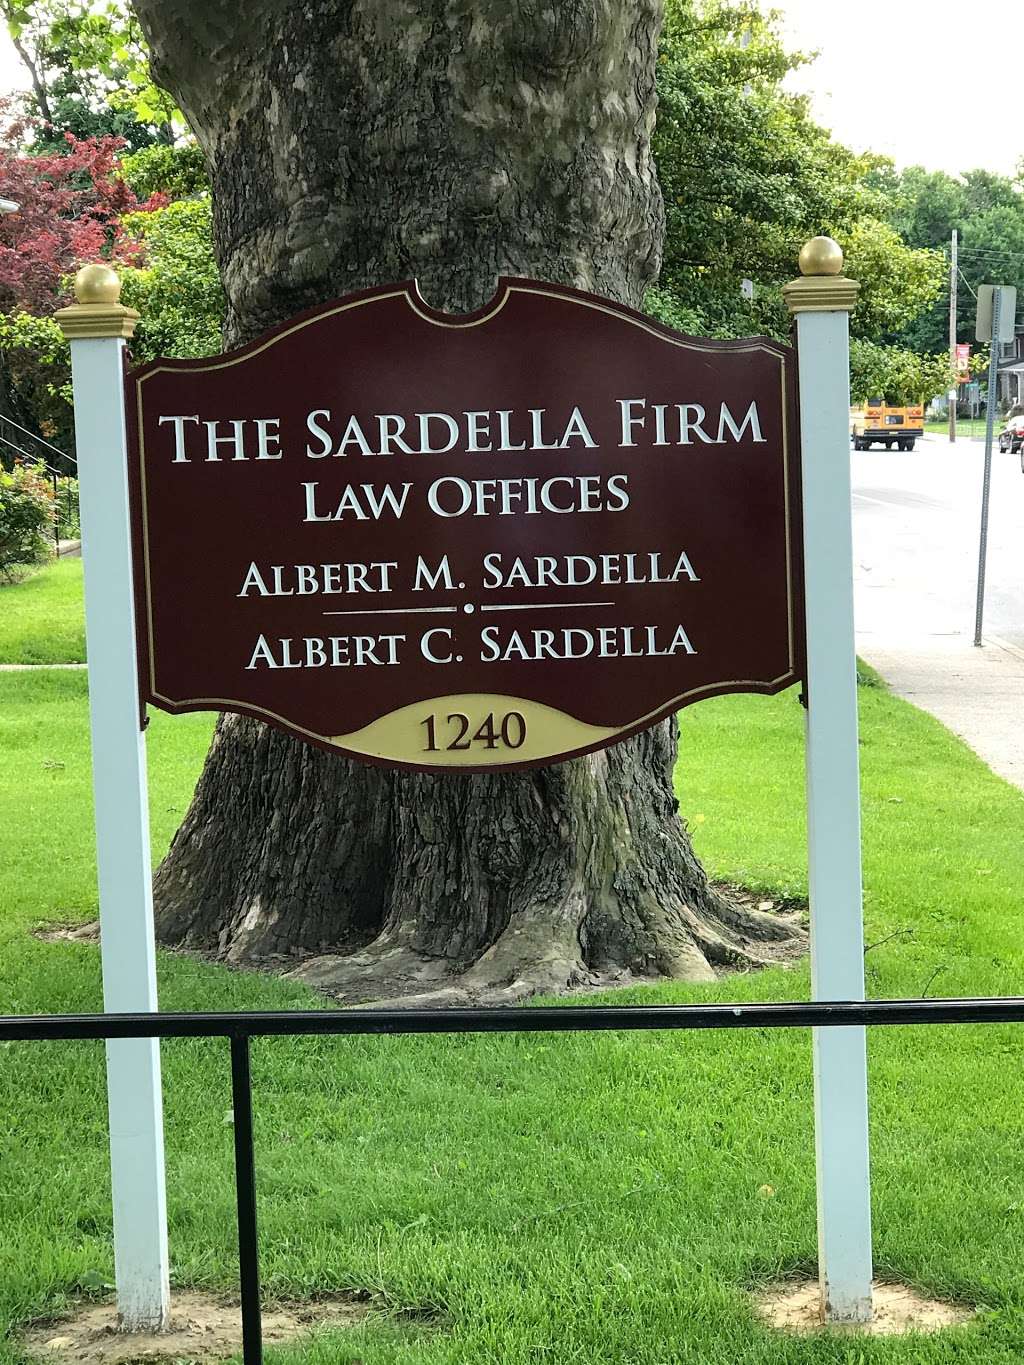 THE SARDELLA FIRM
LAW OFFICES
ALBERT M. SARDELLA
ALBERT C. SARDELLA
1240